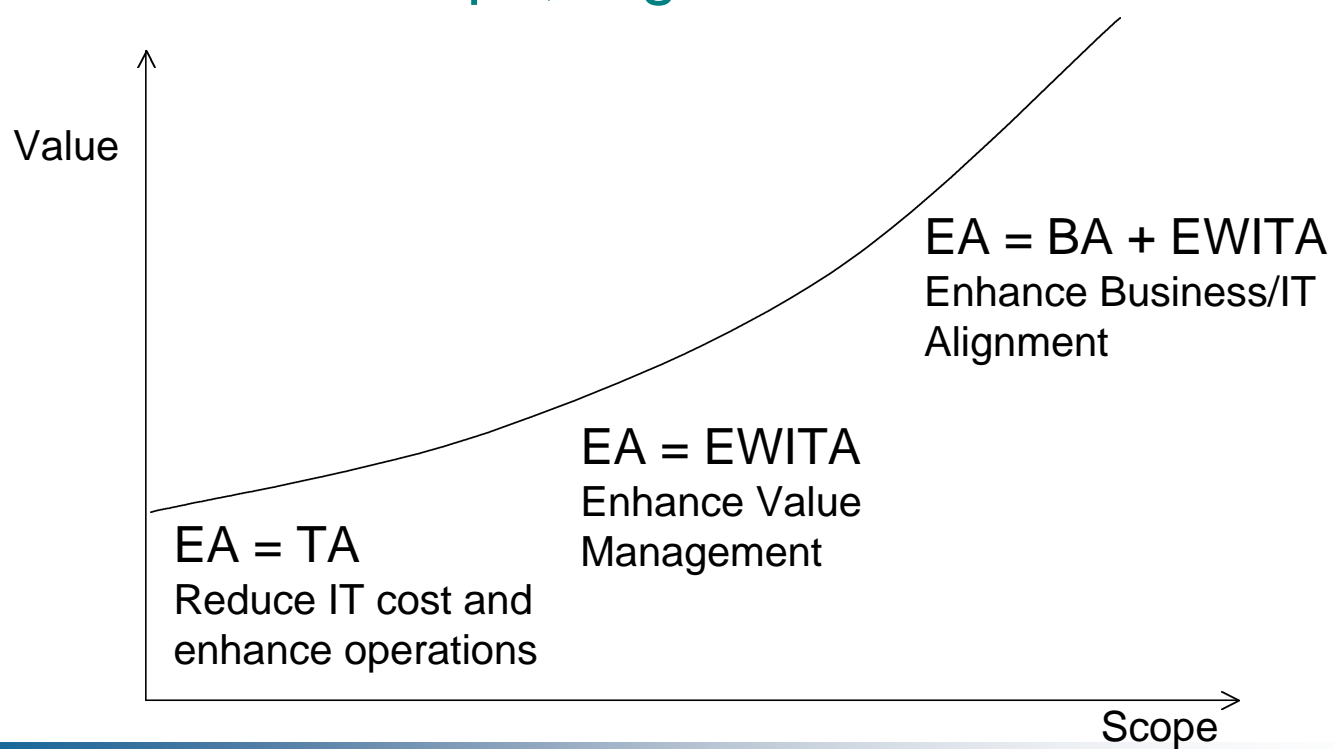 Value
EA = BA + EWITA
Enhance Business/IT
Alignment
EA = EWITA
Enhance Value
Management
EA = TA
Reduce IT cost and
enhance operations
Scope